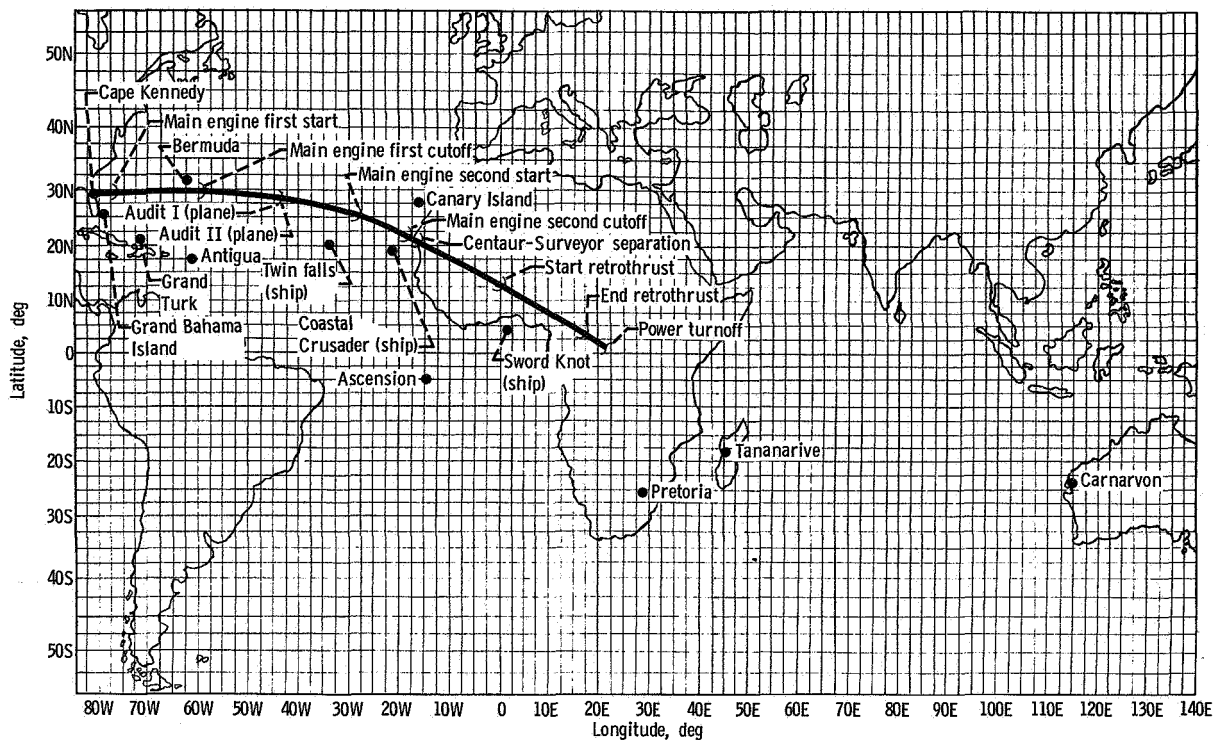 50N
40N
30N
20N
10N
0
10S
20S
30S
40S
50S
Latitude, deg
Cape Kennedy
Main engine first start
Bermuda
Main engine first cutoff
Main engine second start
Canary Island
Audit I (plane)
Main engine second cutoff
Audit II (plane)
Centaur-Surveyor separation
Antigua
Twin falls
(ship)
Start retrothrust
Grand
Turk
End retrothrust
Grand Bahama
Island
Coastal
Crusader (ship)
Power turnoff
Sword Knot
(ship)
Ascension
Tananarive
Pretoria
Carnarvon
80W 70W 60W 50W 40W 30W 20W 10W 0 10E 20E 30E 40E 50E 60E 70E 80E 90E 100E 110E 120E 130E 140E
Longitude, deg